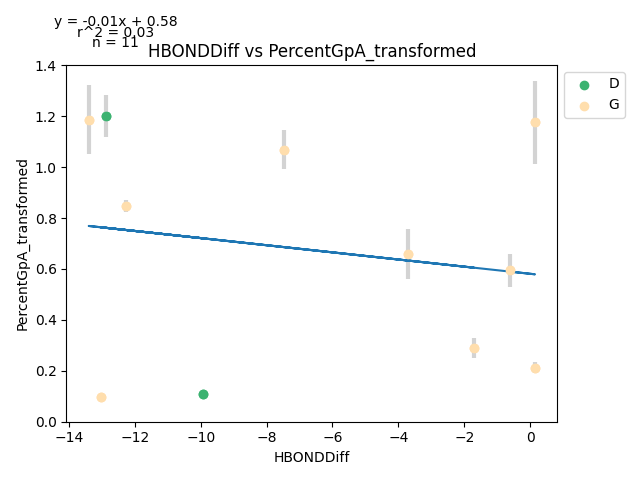 y = -0.01x + 0.58
r^2 = 0.03
n = 11
HBONDDiff vs PercentGpA_transformed
D
G
PercentGpA_transformed
1.4
1.2
1.0
0.8
0.6
0.4
0.2
0.0
−14 −12 −10 −8 −6 −4 −2 0
HBONDDiff